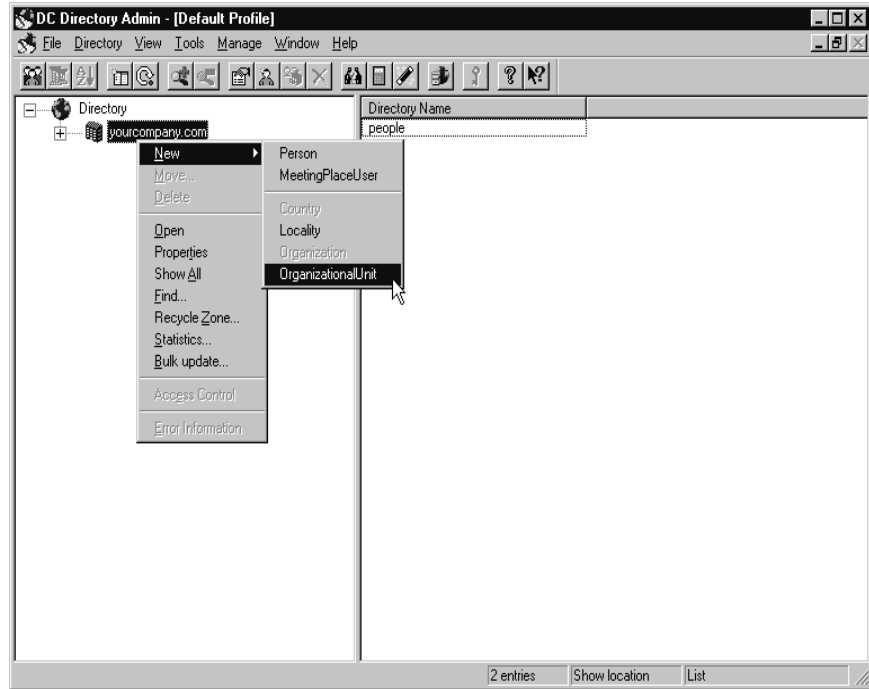 DC Directory Admin - [Default Profile]
File Directory View Tools Manage Window Help
Directory
yourcompany.com
Directory Name
people
New
Move...
Delete
Open
Properties
Show All
Find...
Recycle Zone...
Statistics...
Bulk update...
Access Control
Error Information
Person
MeetingPlaceUser
Country
Locality
Organization
OrganizationalUnit
2 entries Show location List